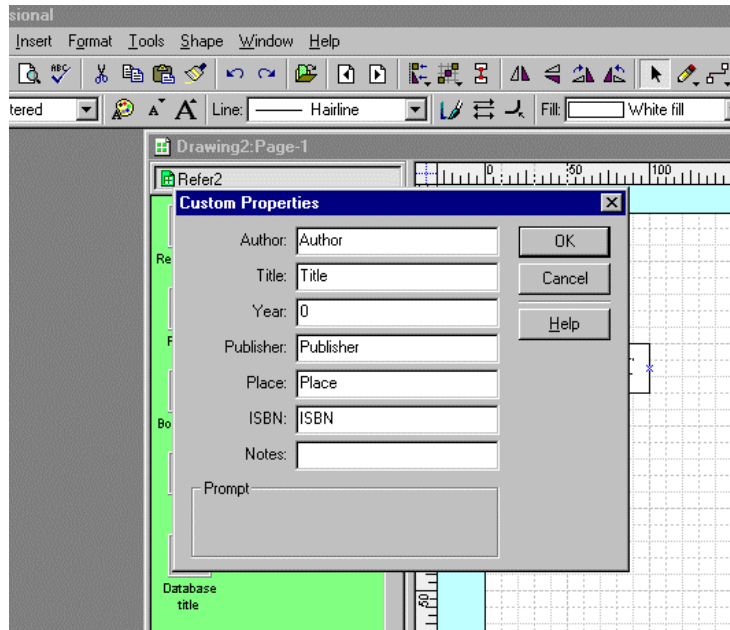 sional
Insert Format Tools Shape Window Help
ABC
tered A A Line: Hairline Fill: White fill
Drawing2:Page-1
Refer2
0 50 100
Custom Properties
Author: Author OK
Title: Title Cancel
Year: 0
Help
Publisher: Publisher
Place: Place
ISBN: ISBN
Notes:
Prompt
Re
F
Bo
Database
title
50